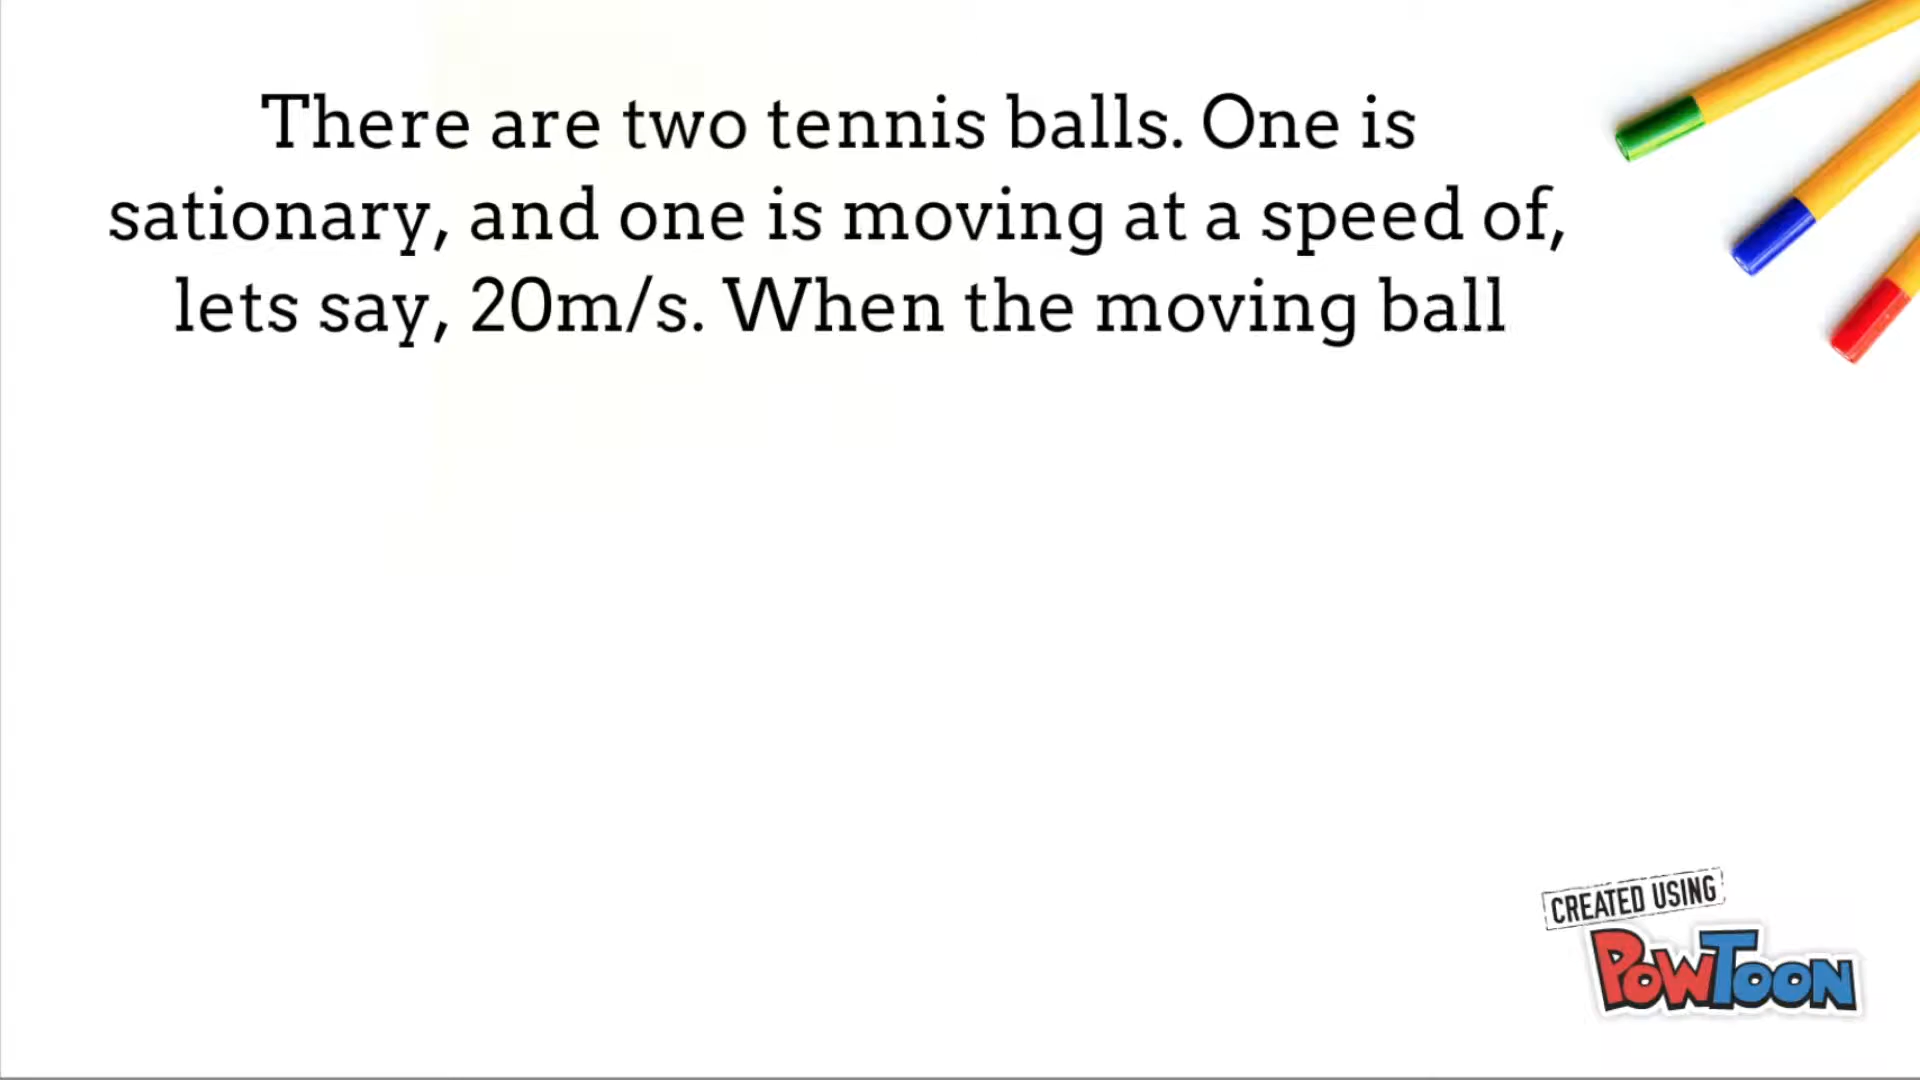 There are two tennis balls. One is
sationary, and one is moving at a speed of,
lets say, 20m/s. When the moving ball
CREATED USING
POWTOON